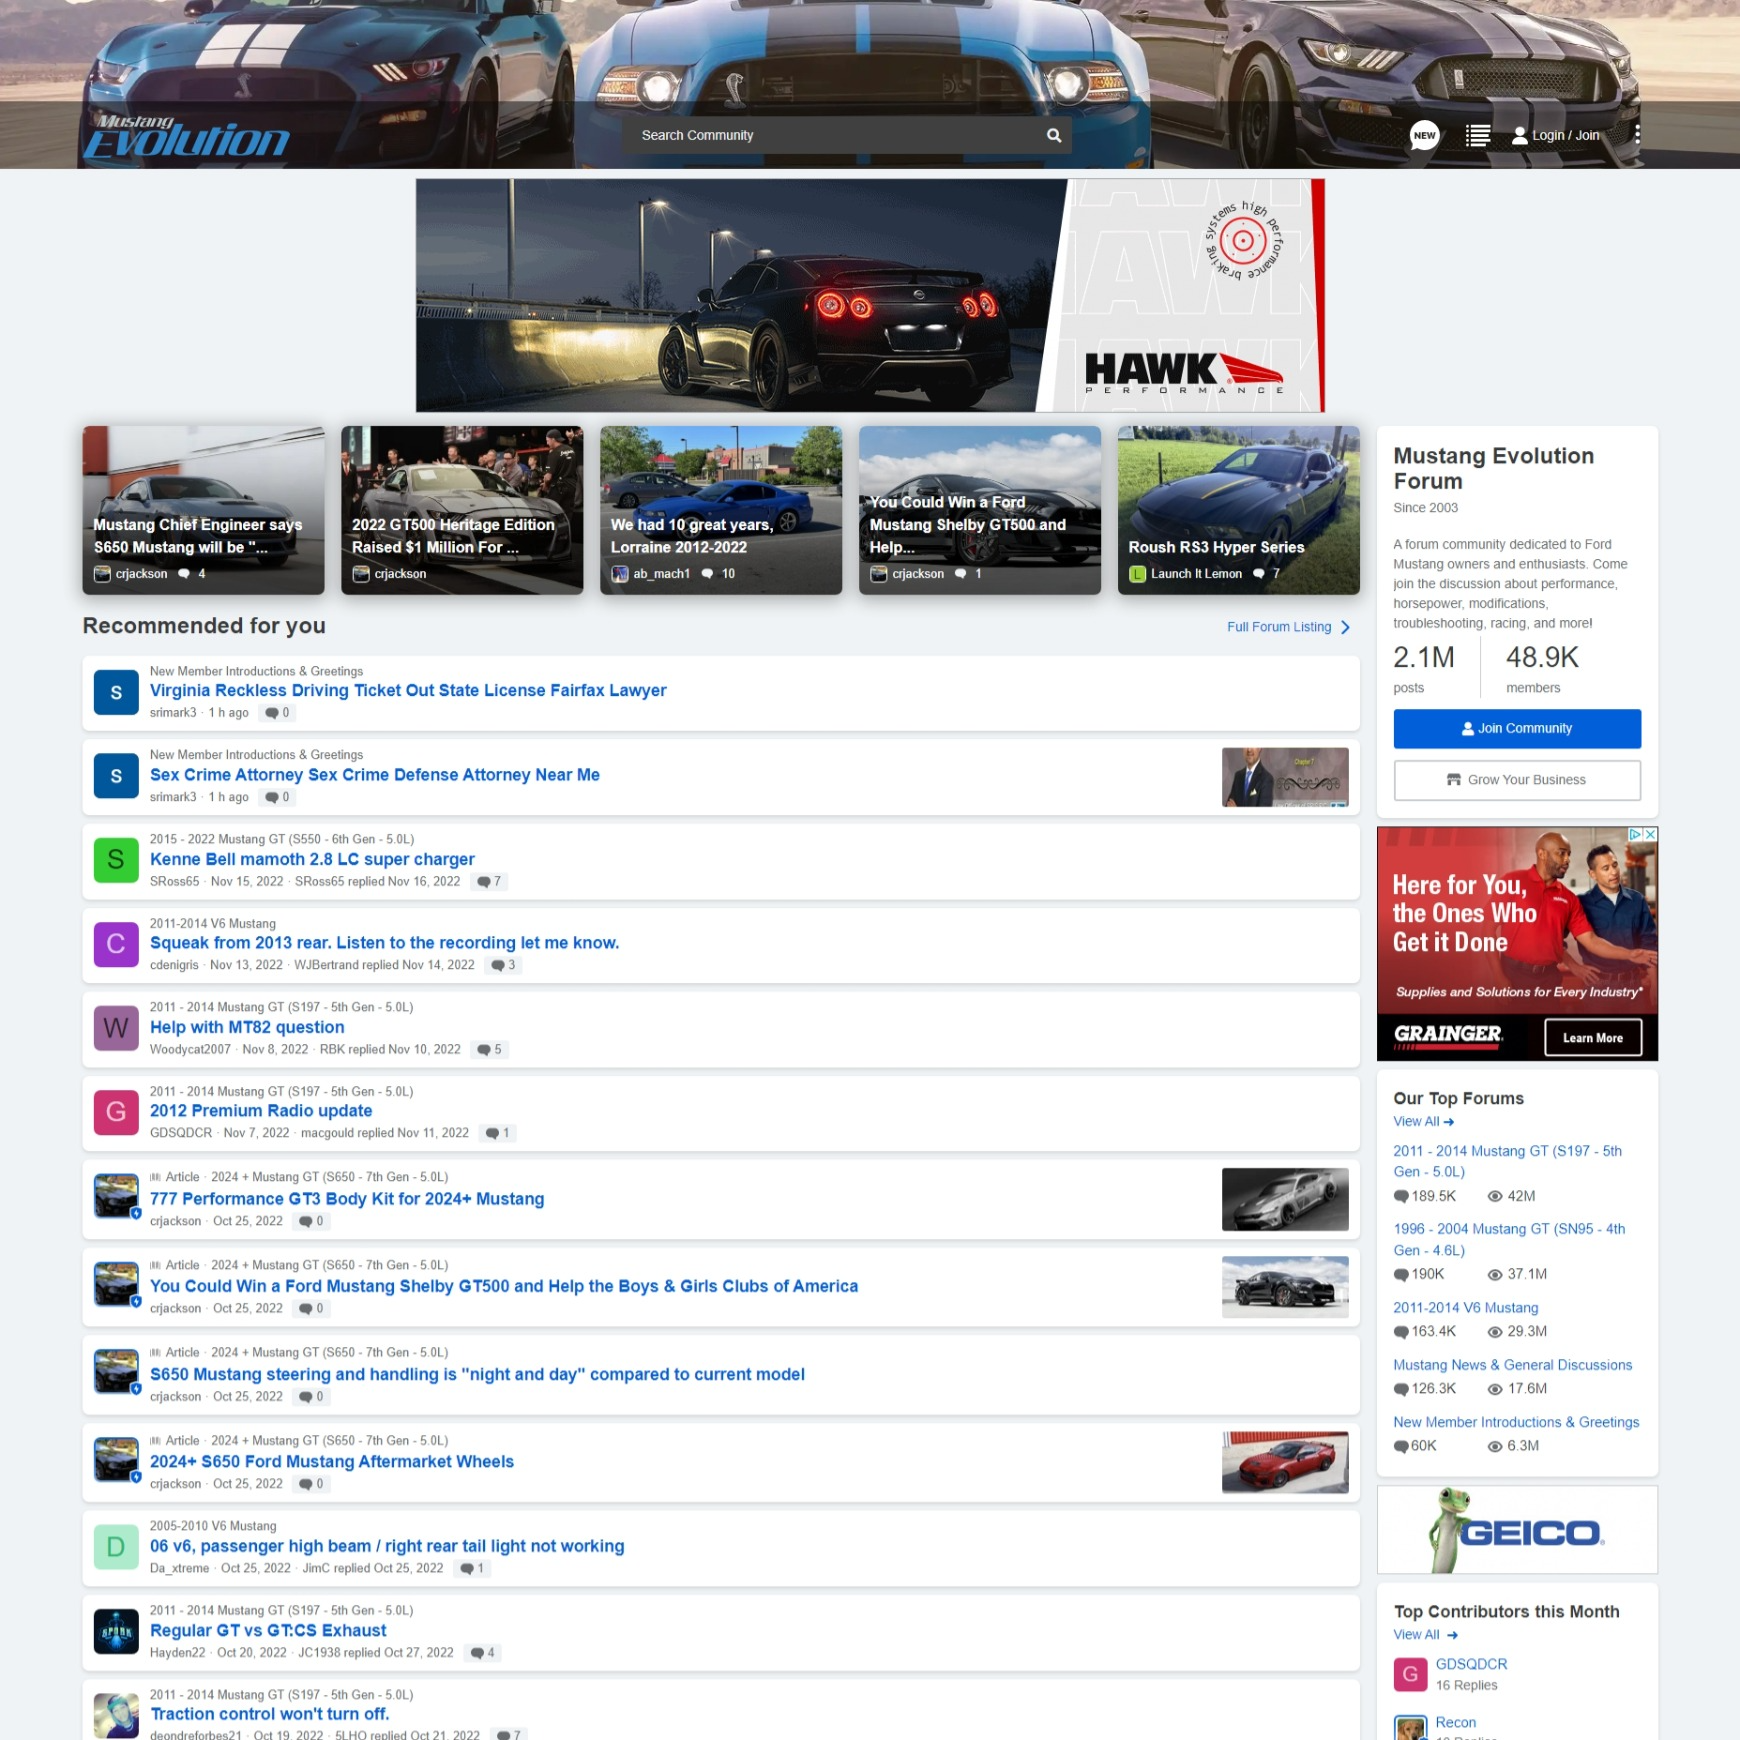 Mustang
Evolution
Search Community
NEW
Login / Join
systems high performance braking
HAWK
PERFORMANCE
Mustang Chief Engineer says
S650 Mustang will be "...
crjackson 4
2022 GT500 Heritage Edition
Raised $1 Million For ...
crjackson
We had 10 great years,
Lorraine 2012-2022
ab_mach1 10
You Could Win a Ford
Mustang Shelby GT500 and
Help...
crjackson 1
Roush RS3 Hyper Series
L Launch It Lemon 7
Recommended for you
Full Forum Listing
S
New Member Introductions & Greetings
Virginia Reckless Driving Ticket Out State License Fairfax Lawyer
srimark3 · 1 h ago 0
S
New Member Introductions & Greetings
Sex Crime Attorney Sex Crime Defense Attorney Near Me
srimark3 · 1 h ago 0
Chapter 7
S
2015 - 2022 Mustang GT (S550 - 6th Gen - 5.0L)
Kenne Bell mamoth 2.8 LC super charger
SRoss65 · Nov 15, 2022 · SRoss65 replied Nov 16, 2022 7
C
2011-2014 V6 Mustang
Squeak from 2013 rear. Listen to the recording let me know.
cdenigris · Nov 13, 2022 · WJBertrand replied Nov 14, 2022 3
W
2011 - 2014 Mustang GT (S197 - 5th Gen - 5.0L)
Help with MT82 question
Woodycat2007 · Nov 8, 2022 · RBK replied Nov 10, 2022 5
G
2011 - 2014 Mustang GT (S197 - 5th Gen - 5.0L)
2012 Premium Radio update
GDSQDCR · Nov 7, 2022 · macgould replied Nov 11, 2022 1
Article · 2024 + Mustang GT (S650 - 7th Gen - 5.0L)
777 Performance GT3 Body Kit for 2024+ Mustang
crjackson · Oct 25, 2022 0
Article · 2024 + Mustang GT (S650 - 7th Gen - 5.0L)
You Could Win a Ford Mustang Shelby GT500 and Help the Boys & Girls Clubs of America
crjackson · Oct 25, 2022 0
Article · 2024 + Mustang GT (S650 - 7th Gen - 5.0L)
S650 Mustang steering and handling is "night and day" compared to current model
crjackson · Oct 25, 2022 0
Article · 2024 + Mustang GT (S650 - 7th Gen - 5.0L)
2024+ S650 Ford Mustang Aftermarket Wheels
crjackson · Oct 25, 2022 0
D
2005-2010 V6 Mustang
06 v6, passenger high beam / right rear tail light not working
Da_xtreme · Oct 25, 2022 · JimC replied Oct 25, 2022 1
2011 - 2014 Mustang GT (S197 - 5th Gen - 5.0L)
Regular GT vs GT:CS Exhaust
Hayden22 · Oct 20, 2022 · JC1938 replied Oct 27, 2022 4
2011 - 2014 Mustang GT (S197 - 5th Gen - 5.0L)
Traction control won't turn off.
deondreforbes21 · Oct 19, 2022 · 5LHO replied Oct 21, 2022 7
Mustang Evolution
Forum
Since 2003
A forum community dedicated to Ford
Mustang owners and enthusiasts. Come
join the discussion about performance,
horsepower, modifications,
troubleshooting, racing, and more!
2.1M 48.9K
posts members
Join Community
Grow Your Business
Here for You,
the Ones Who
Get it Done
Supplies and Solutions for Every Industry*
GRAINGER
Learn More
Our Top Forums
View All
2011 - 2014 Mustang GT (S197 - 5th
Gen - 5.0L)
189.5K 42M
1996 - 2004 Mustang GT (SN95 - 4th
Gen - 4.6L)
190K 37.1M
2011-2014 V6 Mustang
163.4K 29.3M
Mustang News & General Discussions
126.3K 17.6M
New Member Introductions & Greetings
60K 6.3M
GEICO
Top Contributors this Month
View All
G
GDSQDCR
16 Replies
Recon